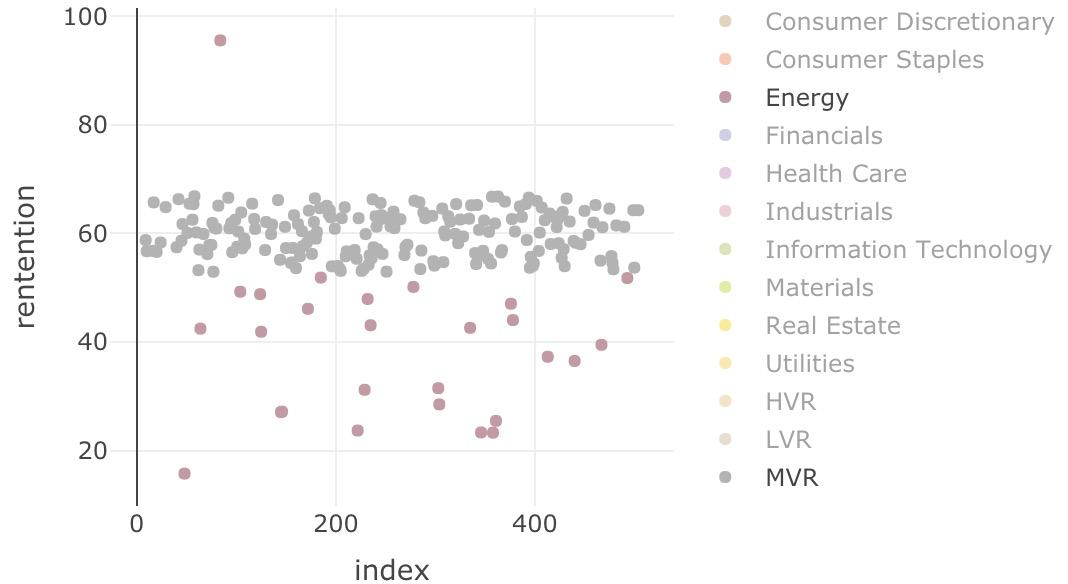 100
80
60
40
20
0
200
400
rentention
index
Consumer Discretionary
Consumer Staples
Energy
Financials
Health Care
Industrials
Information Technology
Materials
Real Estate
Utilities
HVR
LVR
MVR